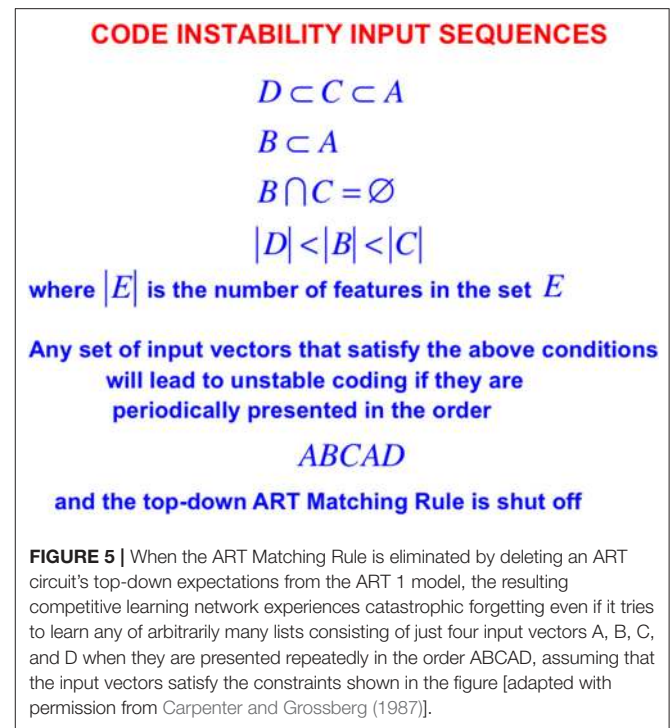 CODE INSTABILITY INPUT SEQUENCES
D ⊂ C ⊂ A
B ⊂ A
B ⋂ C = ∅
|D| < |B| < |C|
where |E| is the number of features in the set E
Any set of input vectors that satisfy the above conditions
will lead to unstable coding if they are
periodically presented in the order
ABCAD
and the top-down ART Matching Rule is shut off
FIGURE 5 | When the ART Matching Rule is eliminated by deleting an ART
circuit's top-down expectations from the ART 1 model, the resulting
competitive learning network experiences catastrophic forgetting even if it tries
to learn any of arbitrarily many lists consisting of just four input vectors A, B, C,
and D when they are presented repeatedly in the order ABCAD, assuming that
the input vectors satisfy the constraints shown in the figure [adapted with
permission from Carpenter and Grossberg (1987)].